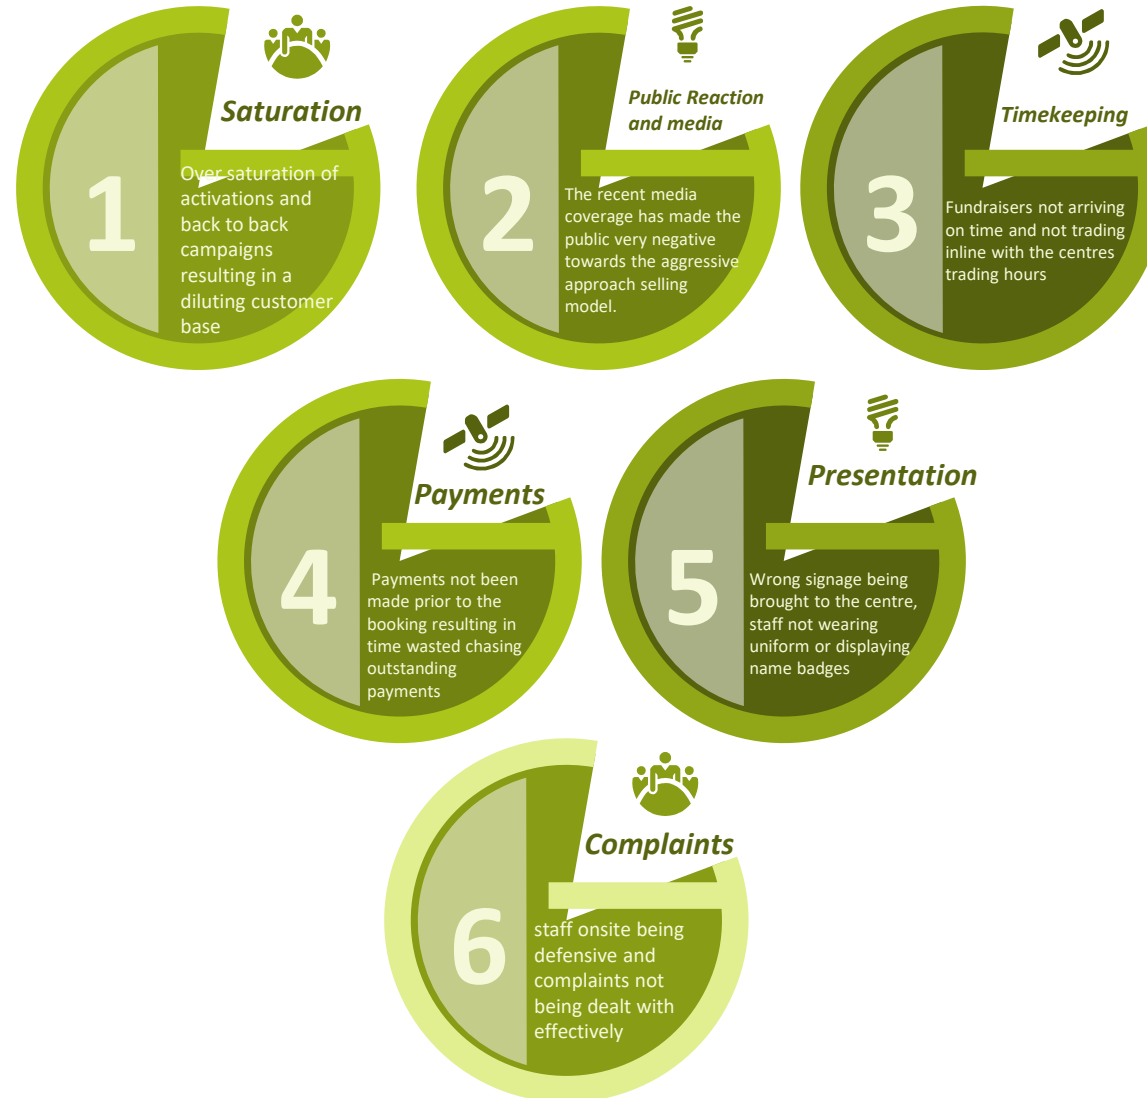 Saturation
1
Over saturation of
activations and
back to back
campaigns
resulting in a
diluting customer
base
Public Reaction
and media
2
The recent media
coverage has made the
public very negative
towards the aggressive
approach selling
model.
Timekeeping
3
Fundraisers not arriving
on time and not trading
inline with the centres
trading hours
Payments
4
Payments not been
made prior to the
booking resulting in
time wasted chasing
outstanding
payments
Presentation
5
Wrong signage being
brought to the centre,
staff not wearing
uniform or displaying
name badges
Complaints
6
staff onsite being
defensive and
complaints not
being dealt with
effectively